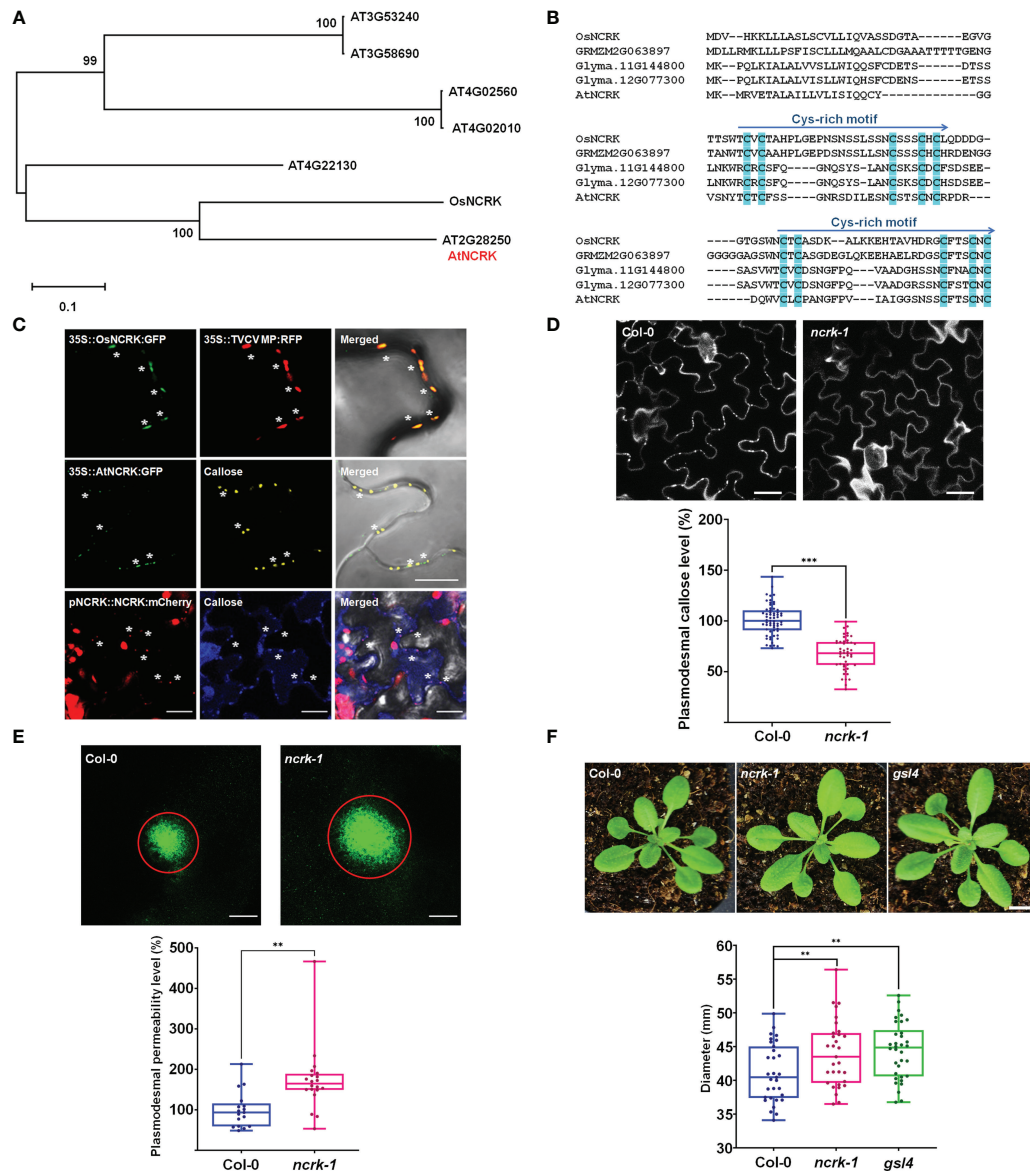 A
AT3G53240
100
AT3G58690
99
AT4G02560
100
AT4G02010
AT4G22130
OsNCRK
100
AT2G28250
AtNCRK
0.1
B
OsNCRK MDV--HKKLLLASLSCVLLIQVASSDGTA------EGVG
GRMZM2G063897 MDLLRMKLLLPSFISCLLLMQAALCDGAAATTTTTGENG
Glyma.11G144800 MK--PQLKIALALVVSLLWIQQSFCDETS------DTSS
Glyma.12G077300 MK--PQLKIALALVISLLWIQHSFCDENS------ETSS
AtNCRK MK--MRVETALAILLVLISIQQCY-----------GG
Cys-rich motif
OsNCRK TTSWTCVCTAHPLGEPNSNSSLSSNCSSSCHCLQDDDG-
GRMZM2G063897 TANWTCVCAAHPLGEPDSNSSLLSNCSSSCHCHRDENGG
Glyma.11G144800 LNKWRCRCSFQ---GNQSYS-LANCSKSCDCFSDSEE--
Glyma.12G077300 LNKWRCRCSFQ---GNQSYS-LANCSKSCDCHSDSEE--
AtNCRK VSNYTCTCFSS---GNRSDILESNCSTSCNCRPDR---
Cys-rich motif
OsNCRK ----GTGSWNCTCASDK--ALKKEHTAVHDRGCFTSCNC
GRMZM2G063897 GGGGGAGSWNCTCASGDEGLQKEEHAELRDGSCFTSCNC
Glyma.11G144800 ----SASVWTCVCDSNGFPQ---VAADGHSSNCFNACNC
Glyma.12G077300 ----SASVWTCVCDSNGFPQ---VAADGRSSNCFSTCNC
AtNCRK ------DQWVCLCPANGFPV---IAIGGSNSSCFTSCNC
C
35S::OsNCRK:GFP 35S::TVCVMP:RFP Merged
35S::AtNCRK:GFP Callose Merged
pNCRK::NCRK:mCherry Callose Merged
D
Col-0 ncrk-1
Plasmodesmal callose level (%)
200
150
100
50
***
Col-0 ncrk-1
E
Col-0 ncrk-1
Plasmodesmal permeability level (%)
500
400
300
200
100
**
Col-0 ncrk-1
F
Col-0 ncrk-1 gsl4
Diameter (mm)
60
55
50
45
40
35
30
**
**
Col-0 ncrk-1 gsl4